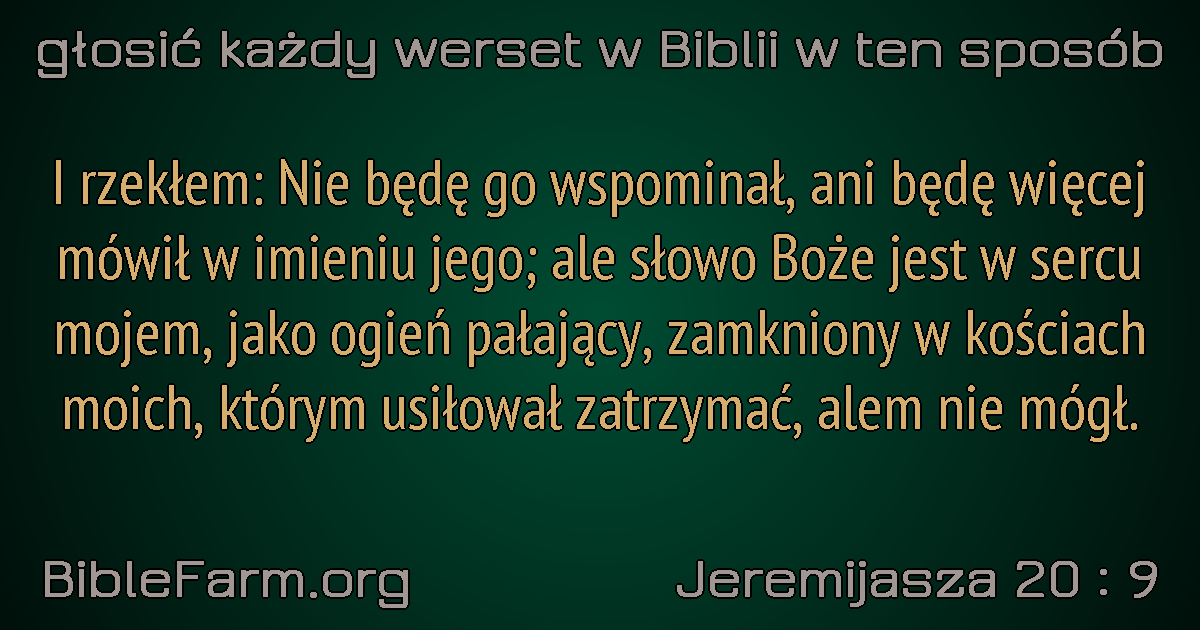 głosić każdy werset w Biblii w ten sposób
I rzekłem: Nie będę go wspominał, ani będę więcej
mówił w imieniu jego; ale słowo Boże jest w sercu
mojem, jako ogień pałający, zamkniony w kościach
moich, którym usiłował zatrzymać, alem nie mógł.
BibleFarm.org
Jeremijasza 20 : 9